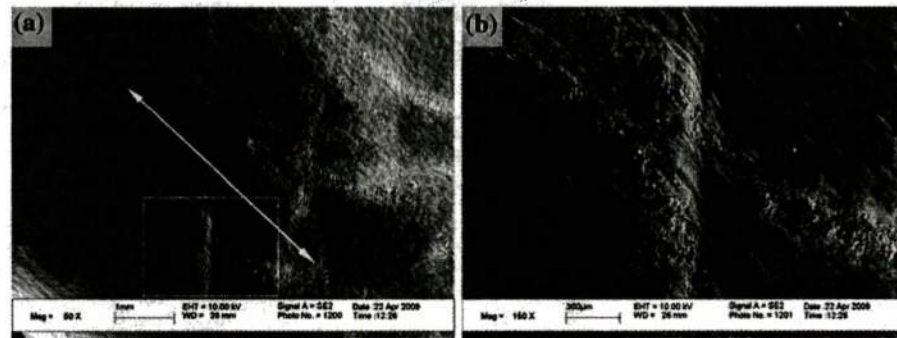 (a)
Mag = 50 X
1mm
EHT = 10.00 kV
WD = 26 mm
Signal A = SE2
Photo No. = 1200
Date :22 Apr 2009
Time :12:26
(b)
Mag = 150 X
300µm
EHT = 10.00 kV
WD = 26 mm
Signal A = SE2
Photo No. = 1201
Date :22 Apr 2009
Time :12:28